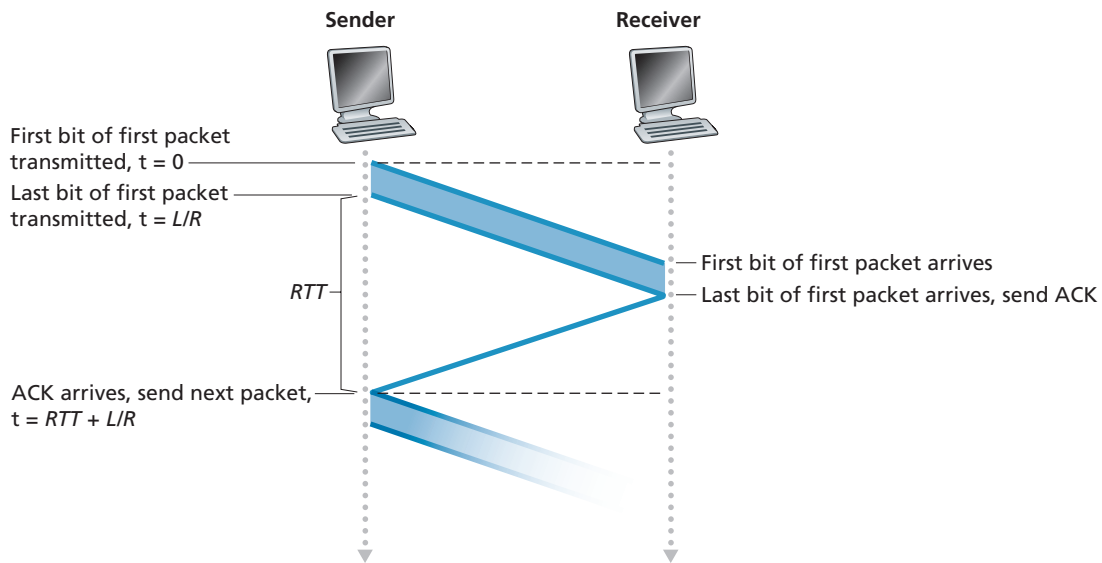 Sender
Receiver
First bit of first packet
transmitted, t = 0
Last bit of first packet
transmitted, t = L/R
RTT
First bit of first packet arrives
Last bit of first packet arrives, send ACK
ACK arrives, send next packet,
t = RTT + L/R